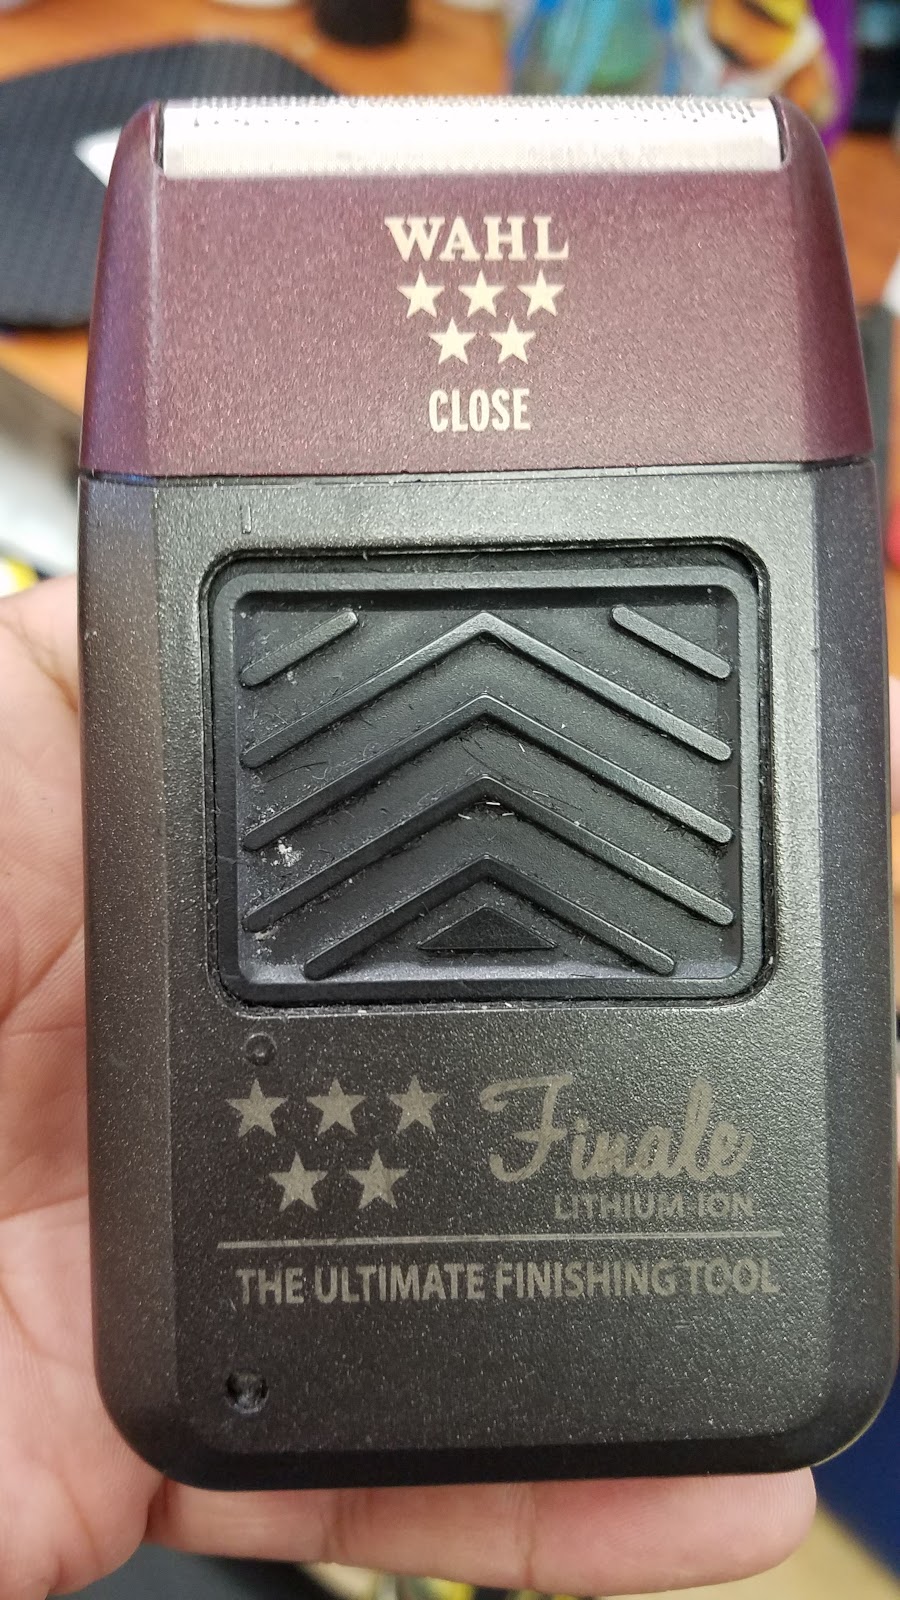 WAHL
CLOSE
Finale
LITHIUM-ION
THE ULTIMATE FINISHING TOOL